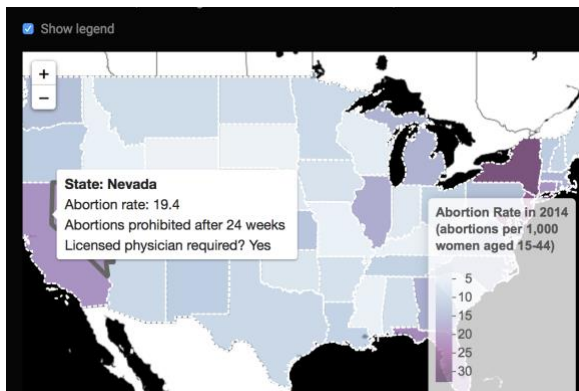 Show legend
+
−
State: Nevada
Abortion rate: 19.4
Abortions prohibited after 24 weeks
Licensed physician required? Yes
Abortion Rate in 2014
(abortions per 1,000
women aged 15-44)
5
10
15
20
25
30